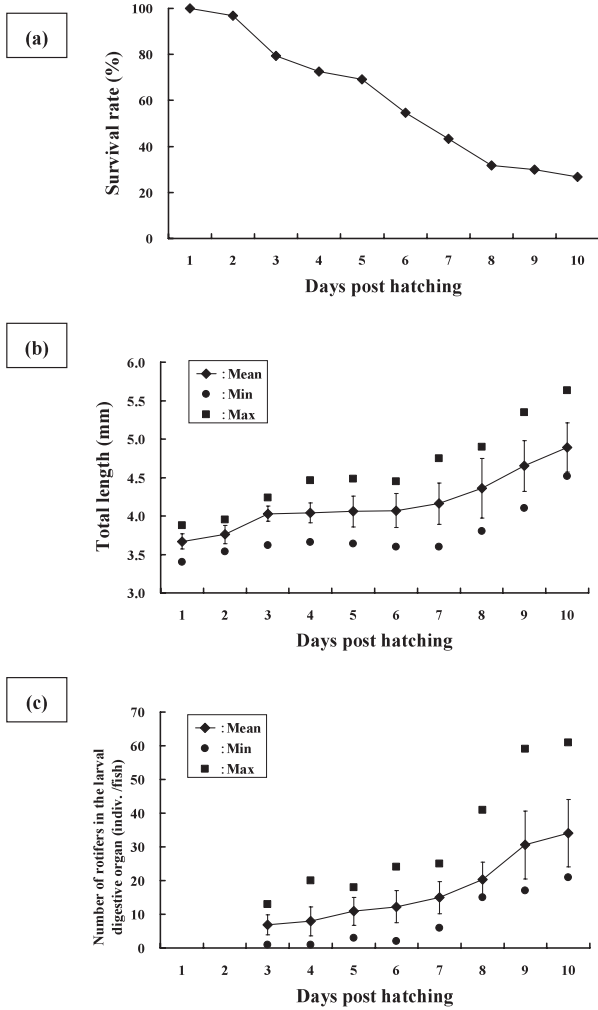 (a)
Survival rate (%)
100
80
60
40
20
0
1 2 3 4 5 6 7 8 9 10
Days post hatching
(b)
Total length (mm)
6.0
5.5
5.0
4.5
4.0
3.5
3.0
: Mean
: Min
: Max
1 2 3 4 5 6 7 8 9 10
Days post hatching
(c)
Number of rotifers in the larval
digestive organ (indiv. /fish)
70
60
50
40
30
20
10
0
: Mean
: Min
: Max
1 2 3 4 5 6 7 8 9 10
Days post hatching